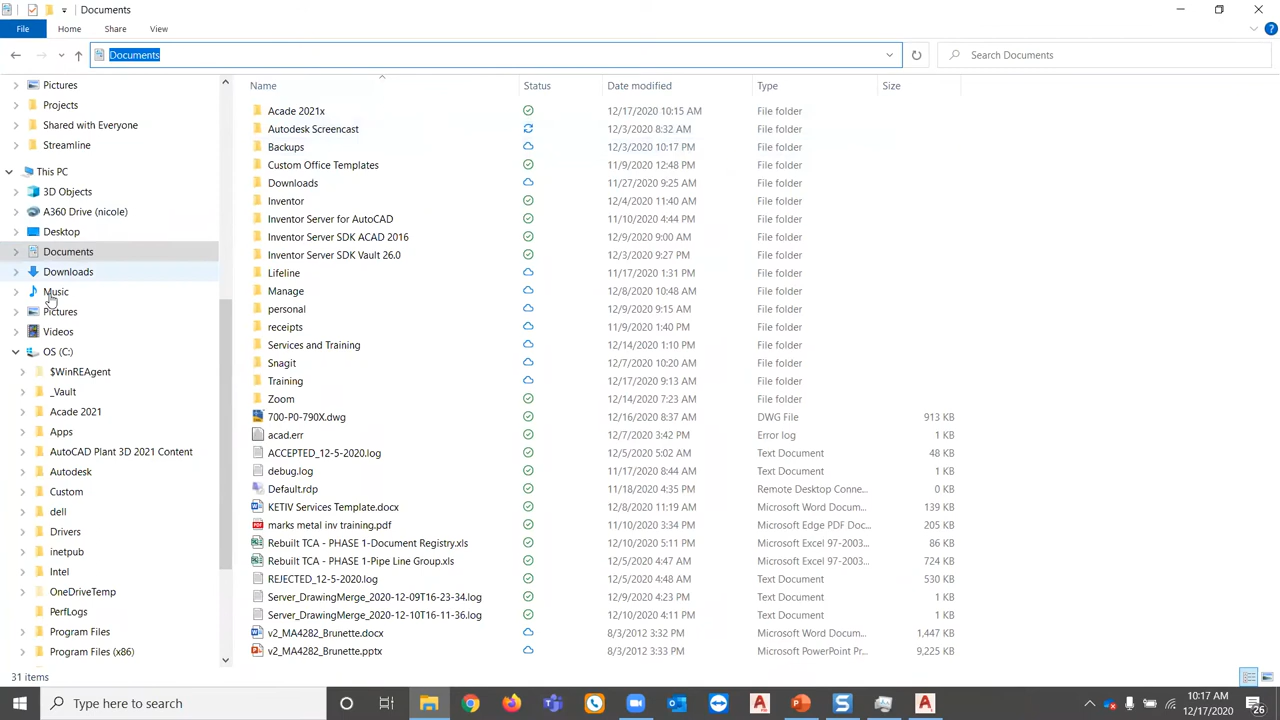 Documents
File Home Share View
Documents Search Documents
Pictures
Projects
Shared with Everyone
Streamline
This PC
3D Objects
A360 Drive (nicole)
Desktop
Documents
Downloads
Music
Pictures
Videos
OS (C:)
$WinREAgent
_Vault
Acade 2021
Apps
AutoCAD Plant 3D 2021 Content
Autodesk
Custom
dell
Drivers
inetpub
Intel
OneDriveTemp
PerfLogs
Program Files
Program Files (x86)
Name Status Date modified Type Size
Acade 2021x 12/17/2020 10:15 AM File folder
Autodesk Screencast 12/3/2020 8:32 AM File folder
Backups 12/3/2020 10:17 PM File folder
Custom Office Templates 11/9/2020 12:48 PM File folder
Downloads 11/27/2020 9:25 AM File folder
Inventor 12/4/2020 11:40 AM File folder
Inventor Server for AutoCAD 11/10/2020 4:44 PM File folder
Inventor Server SDK ACAD 2016 12/9/2020 9:00 AM File folder
Inventor Server SDK Vault 26.0 12/3/2020 9:27 PM File folder
Lifeline 11/17/2020 1:31 PM File folder
Manage 12/8/2020 10:48 AM File folder
personal 12/9/2020 9:15 AM File folder
receipts 11/9/2020 1:40 PM File folder
Services and Training 12/14/2020 1:10 PM File folder
Snagit 12/7/2020 10:20 AM File folder
Training 12/17/2020 9:13 AM File folder
Zoom 12/14/2020 7:23 AM File folder
700-P0-790X.dwg 12/16/2020 8:37 AM DWG File 913 KB
acad.err 12/7/2020 3:42 PM Error log 1 KB
ACCEPTED_12-5-2020.log 12/5/2020 5:02 AM Text Document 48 KB
debug.log 11/17/2020 8:44 AM Text Document 1 KB
Default.rdp 11/18/2020 4:35 PM Remote Desktop Conne... 0 KB
KETIV Services Template.docx 12/8/2020 11:19 AM Microsoft Word Docum... 139 KB
marks metal inv training.pdf 11/10/2020 3:34 PM Microsoft Edge PDF Doc... 205 KB
Rebuilt TCA - PHASE 1-Document Registry.xls 12/10/2020 5:11 PM Microsoft Excel 97-2003... 86 KB
Rebuilt TCA - PHASE 1-Pipe Line Group.xls 12/5/2020 4:47 AM Microsoft Excel 97-2003... 724 KB
REJECTED_12-5-2020.log 12/5/2020 4:48 AM Text Document 530 KB
Server_DrawingMerge_2020-12-09T16-23-34.log 12/9/2020 4:23 PM Text Document 1 KB
Server_DrawingMerge_2020-12-10T16-11-36.log 12/10/2020 4:11 PM Text Document 1 KB
v2_MA4282_Brunette.docx 8/3/2012 3:32 PM Microsoft Word Docum... 1,447 KB
v2_MA4282_Brunette.pptx 8/3/2012 3:33 PM Microsoft PowerPoint Pr... 9,225 KB
31 items
Type here to search
10:17 AM
12/17/2020
26